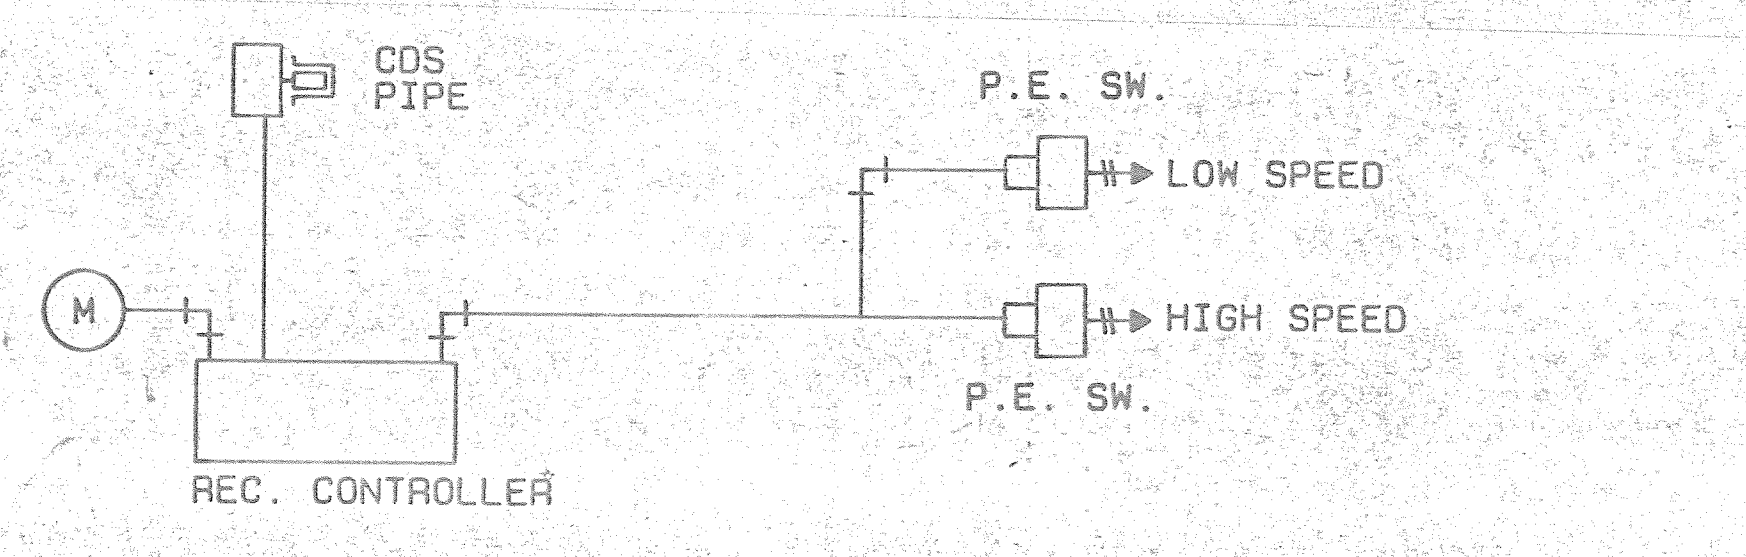 CDS
PIPE
P.E. SW.
LOW SPEED
M
HIGH SPEED
P.E. SW.
REC. CONTROLLER